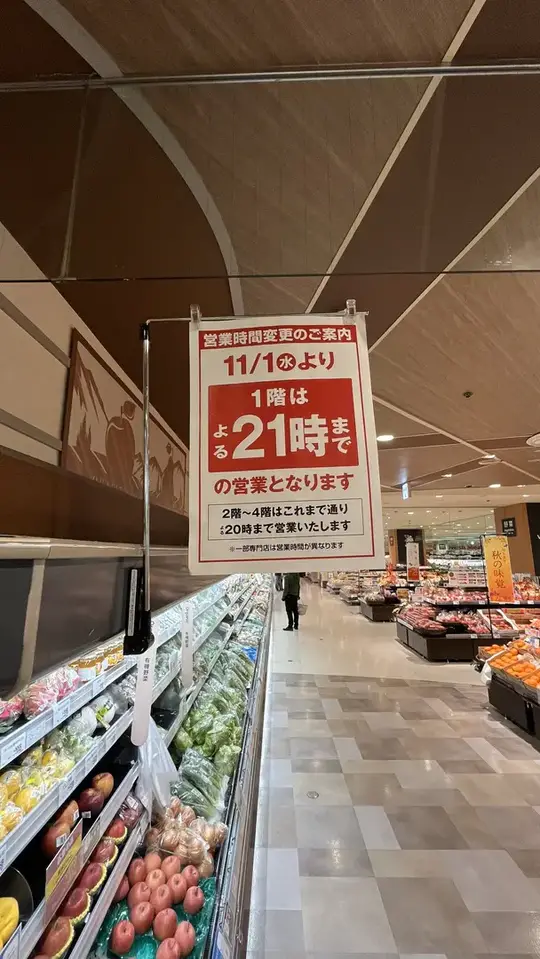 営業時間変更のご案内
11/1㊌より
1階は
よる21時まで
の営業となります
2階～4階はこれまで通り
よる20時まで営業いたします
※一部専門店は営業時間が異なります
有機野菜
秋の味覚